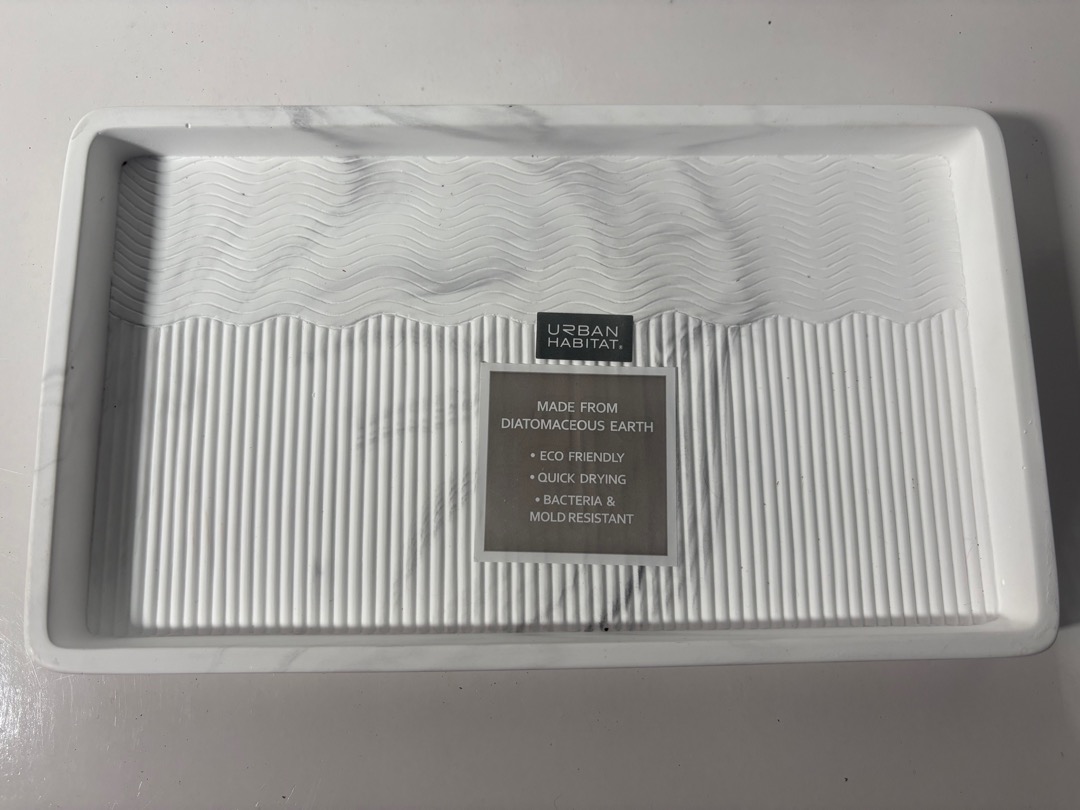 URBAN
HABITAT®
MADE FROM
DIATOMACEOUS EARTH
• ECO FRIENDLY
• QUICK DRYING
• BACTERIA &
MOLD RESISTANT